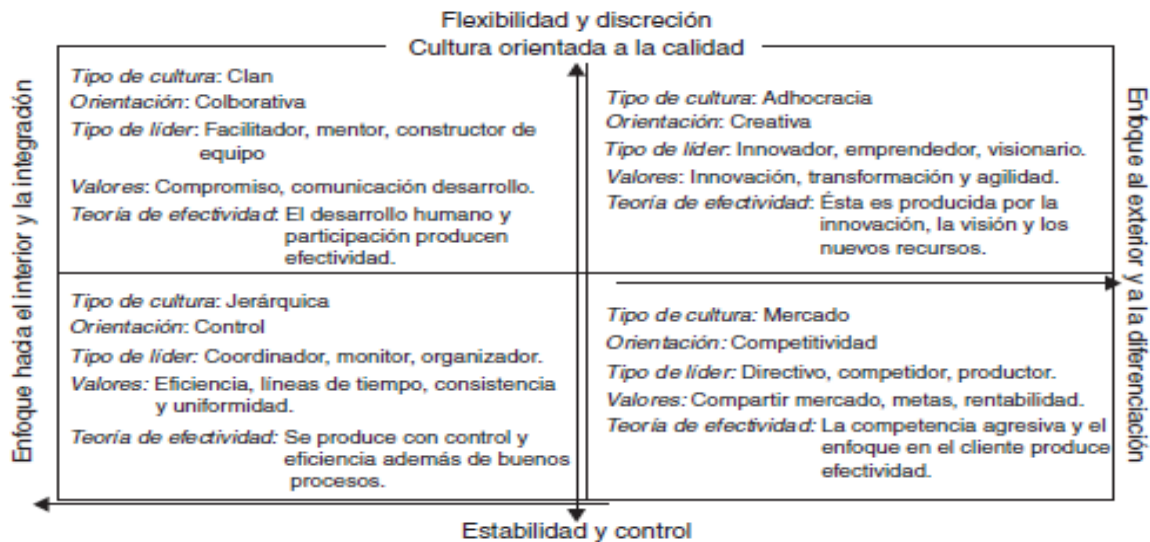 Flexibilidad y discreción
Cultura orientada a la calidad
Enfoque hacia el interior y la integración
Tipo de cultura: Clan
Orientación: Colborativa
Tipo de líder: Facilitador, mentor, constructor de
equipo
Valores: Compromiso, comunicación desarrollo.
Teoría de efectividad: El desarrollo humano y
participación producen
efectividad.
Tipo de cultura: Adhocracia
Orientación: Creativa
Tipo de líder: Innovador, emprendedor, visionario.
Valores: Innovación, transformación y agilidad.
Teoría de efectividad: Ésta es producida por la
innovación, la visión y los
nuevos recursos.
Tipo de cultura: Jerárquica
Orientación: Control
Tipo de líder: Coordinador, monitor, organizador.
Valores: Eficiencia, líneas de tiempo, consistencia
y uniformidad.
Teoría de efectividad: Se produce con control y
eficiencia además de buenos
procesos.
Tipo de cultura: Mercado
Orientación: Competitividad
Tipo de líder: Directivo, competidor, productor.
Valores: Compartir mercado, metas, rentabilidad.
Teoría de efectividad: La competencia agresiva y el
enfoque en el cliente produce
efectividad.
Enfoque al exterior y a la diferenciación
Estabilidad y control